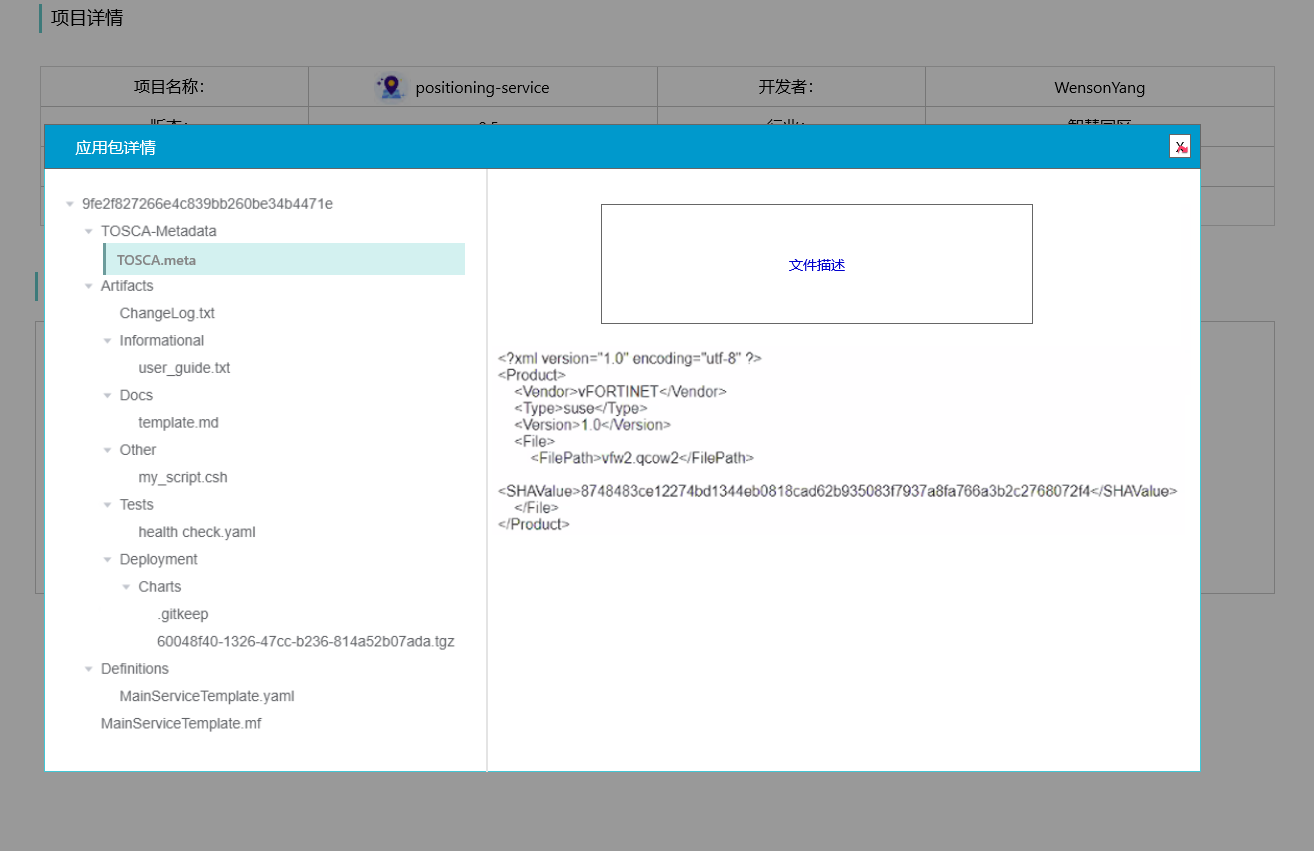 项目详情
项目名称：
positioning-service
开发者：
WensonYang
应用包详情
X
9fe2f827266e4c839bb260be34b4471e
TOSCA-Metadata
TOSCA.meta
Artifacts
ChangeLog.txt
Informational
user_guide.txt
Docs
template.md
Other
my_script.csh
Tests
health check.yaml
Deployment
Charts
.gitkeep
60048f40-1326-47cc-b236-814a52b07ada.tgz
Definitions
MainServiceTemplate.yaml
MainServiceTemplate.mf
文件描述
<?xml version="1.0" encoding="utf-8" ?>
<Product>
<Vendor>vFORTINET</Vendor>
<Type>suse</Type>
<Version>1.0</Version>
<File>
<FilePath>vfw2.qcow2</FilePath>
<SHAValue>8748483ce12274bd1344eb0818cad62b935083f7937a8fa766a3b2c2768072f4</SHAValue>
</File>
</Product>